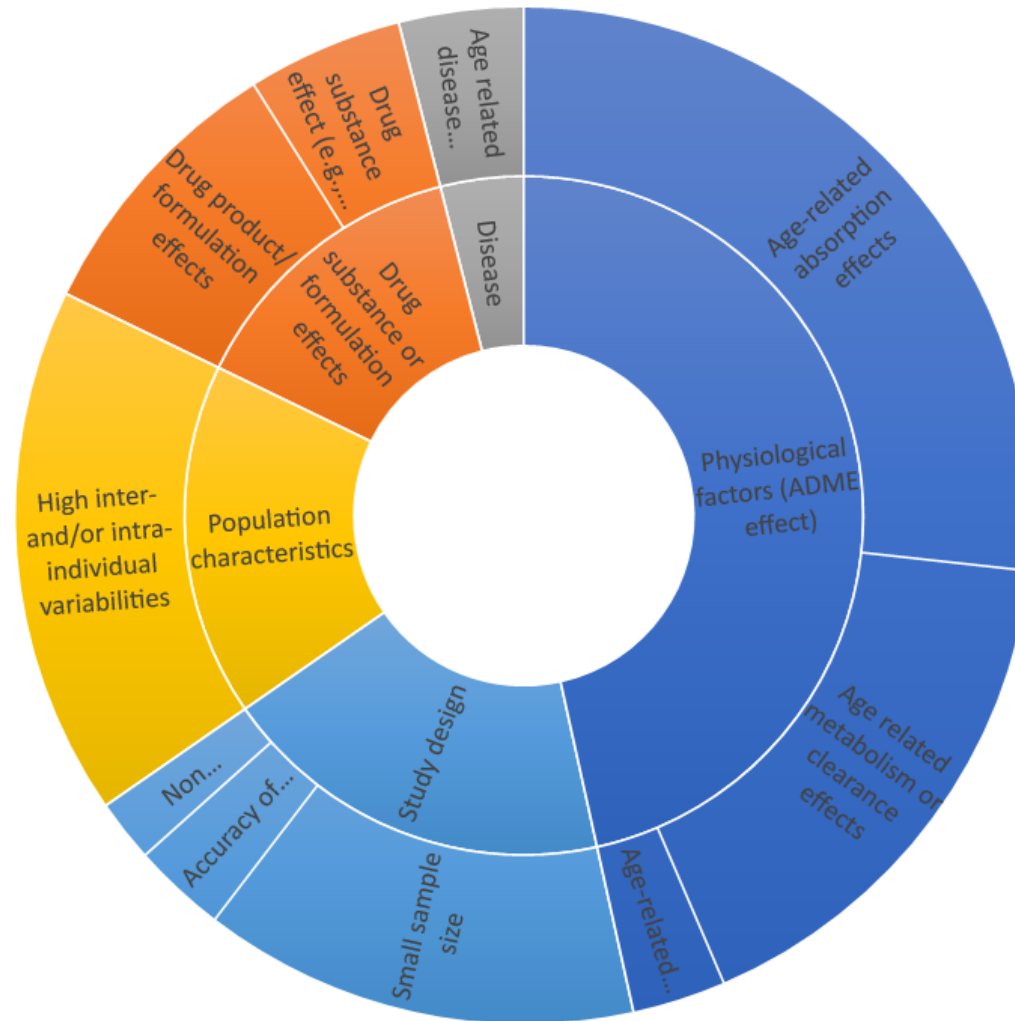 Age-related
absorption
effects
Physiological
factors (ADME
effect)
Age related
metabolism or
clearance
effects
Age-related....
Study design
Small sample
size
Accuracy of...
Non...
Population
characteristics
High inter-
and/or intra-
individual
variabilities
Drug
substance or
formulation
effects
Drug product/
formulation
effects
Drug
substance
effect (e.g.,...
Disease
Age related
disease...